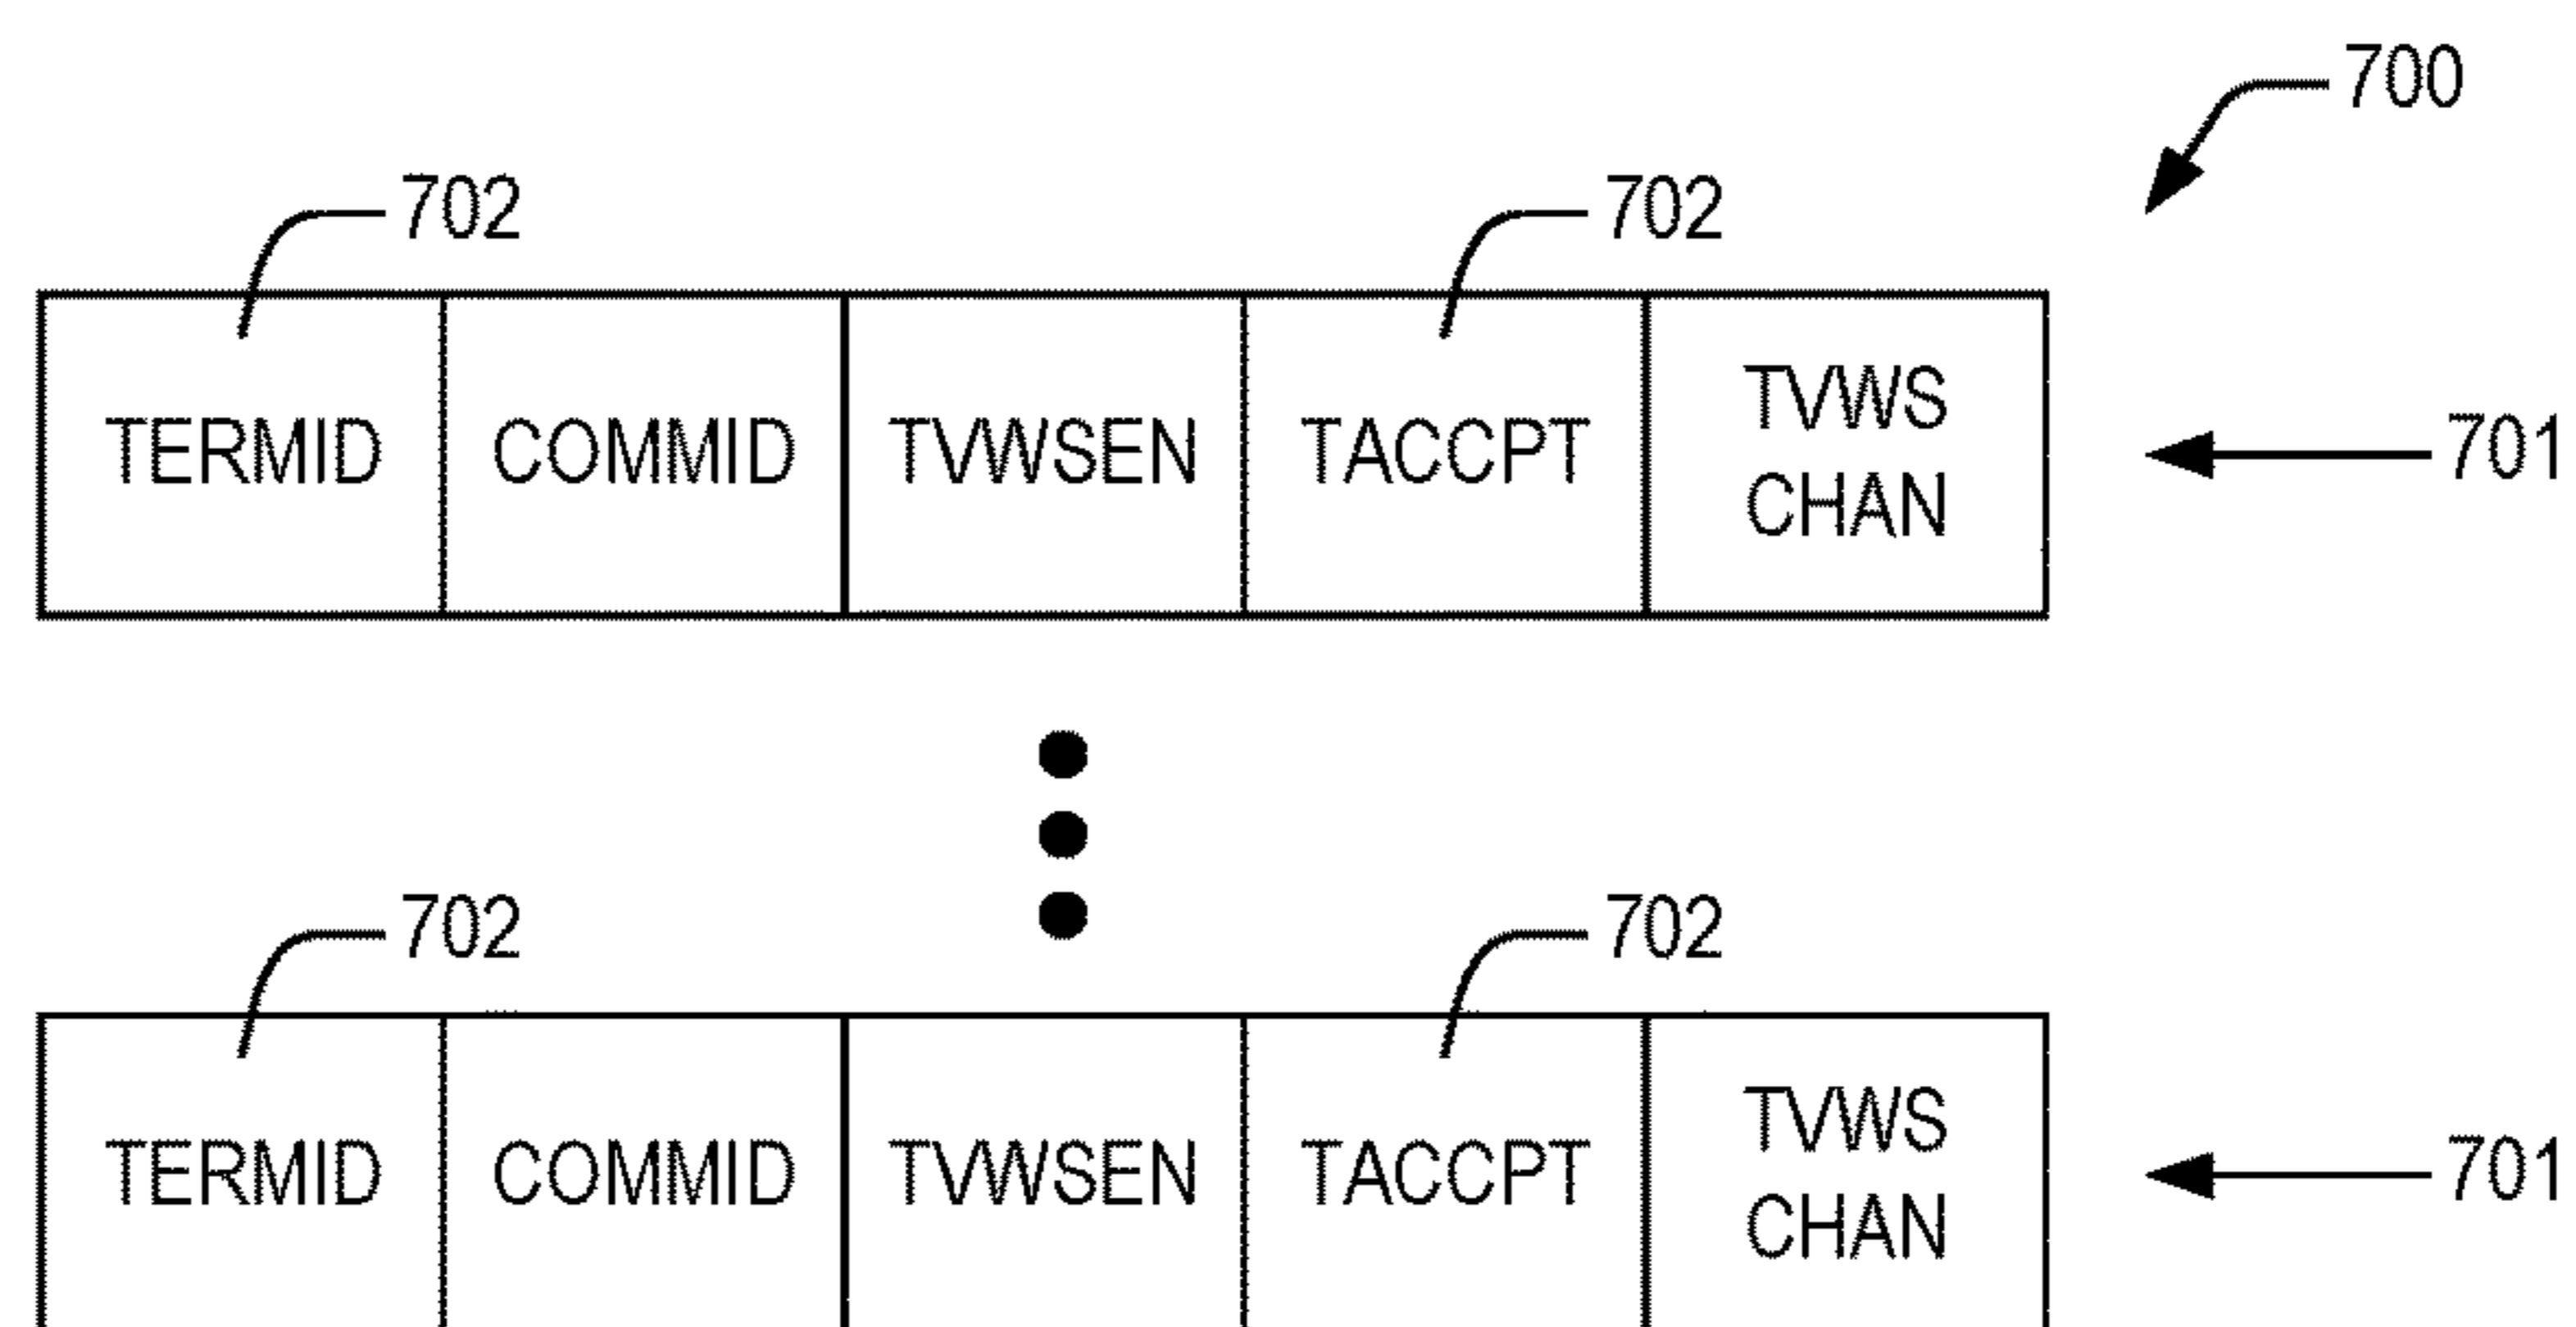 700
702
702
TERMID
COMMID
TVWSEN
TACCPT
TVWS
CHAN
701
702
702
TERMID
COMMID
TVWSEN
TACCPT
TVWS
CHAN
701